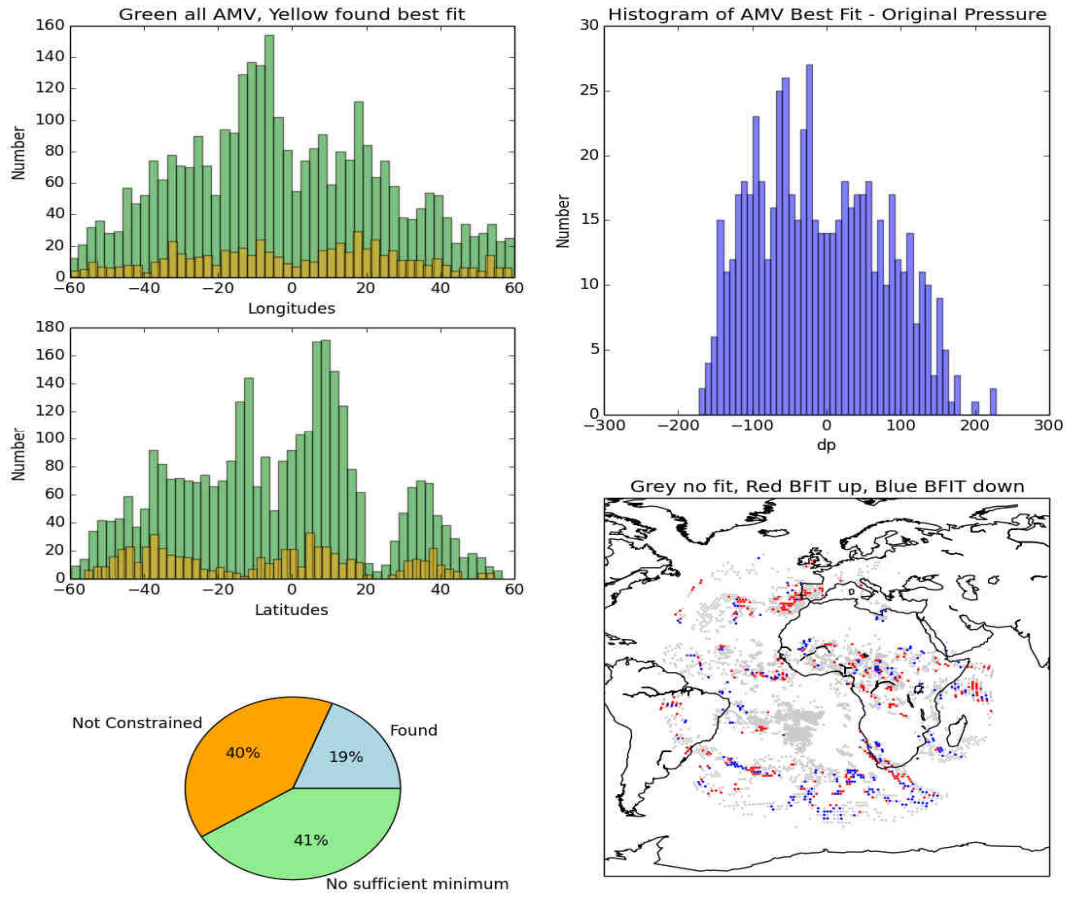 Green all AMV, Yellow found best fit
160
140
120
100
80
60
40
20
0
Number
−60 −40 −20 0 20 40 60
Longitudes
180
160
140
120
100
80
60
40
20
0
Number
−60 −40 −20 0 20 40 60
Latitudes
Not Constrained
40%
Found
19%
41%
No sufficient minimum
Histogram of AMV Best Fit - Original Pressure
30
25
20
15
10
5
0
Number
−300 −200 −100 0 100 200 300
dp
Grey no fit, Red BFIT up, Blue BFIT down